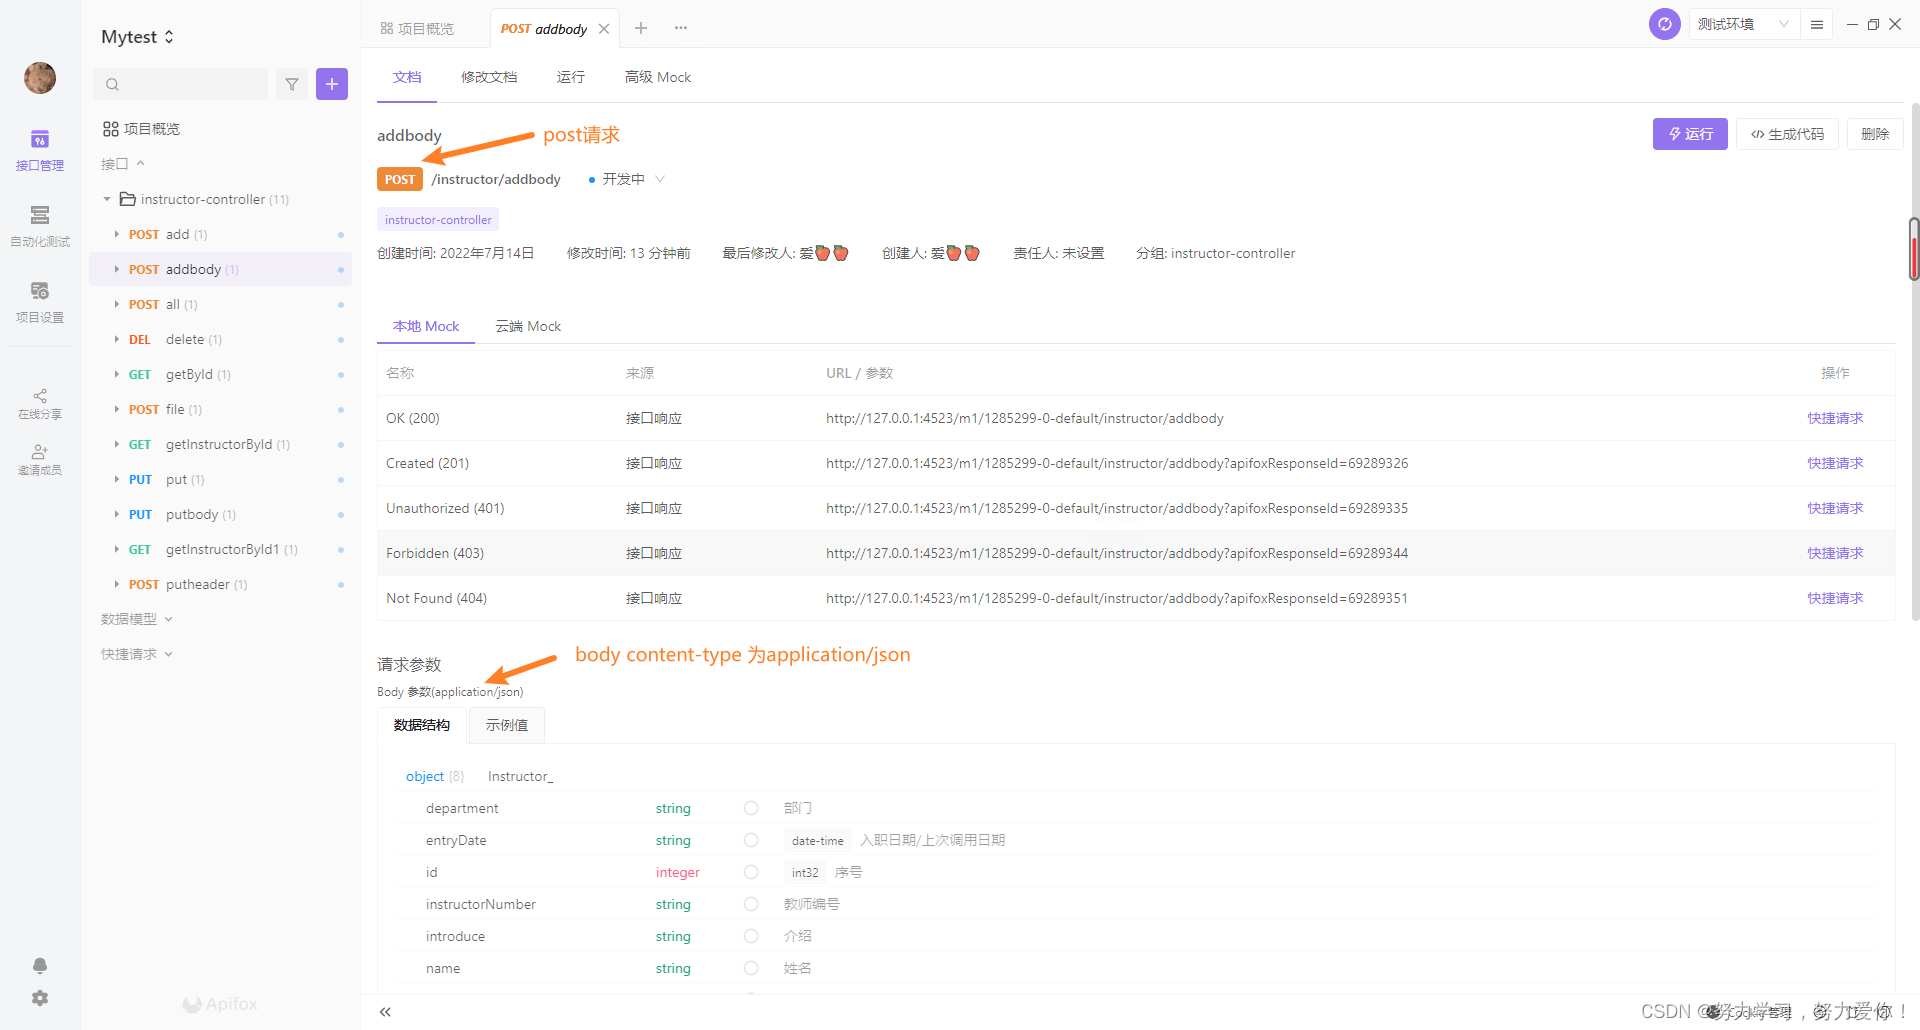 Mytest
接口管理
自动化测试
项目设置
在线分享
邀请成员
项目概览
接口
instructor-controller (11)
POST add (1)
POST addbody (1)
POST all (1)
DEL delete (1)
GET getById (1)
POST file (1)
GET getInstructorById (1)
PUT put (1)
PUT putbody (1)
GET getInstructorById1 (1)
POST putheader (1)
数据模型
快捷请求
Apifox
项目概览
POST addbody
测试环境
文档 修改文档 运行 高级 Mock
addbody
post请求
运行 生成代码 删除
POST /instructor/addbody 开发中
instructor-controller
创建时间: 2022年7月14日 修改时间: 13 分钟前 最后修改人: 爱🍎🍎 创建人: 爱🍎🍎 责任人: 未设置 分组: instructor-controller
本地 Mock 云端 Mock
名称 来源 URL / 参数 操作
OK (200) 接口响应 http://127.0.0.1:4523/m1/1285299-0-default/instructor/addbody 快捷请求
Created (201) 接口响应 http://127.0.0.1:4523/m1/1285299-0-default/instructor/addbody?apifoxResponseId=69289326 快捷请求
Unauthorized (401) 接口响应 http://127.0.0.1:4523/m1/1285299-0-default/instructor/addbody?apifoxResponseId=69289335 快捷请求
Forbidden (403) 接口响应 http://127.0.0.1:4523/m1/1285299-0-default/instructor/addbody?apifoxResponseId=69289344 快捷请求
Not Found (404) 接口响应 http://127.0.0.1:4523/m1/1285299-0-default/instructor/addbody?apifoxResponseId=69289351 快捷请求
请求参数
body content-type 为application/json
Body 参数(application/json)
数据结构 示例值
object {8} Instructor_
department string 部门
entryDate string date-time 入职日期/上次调用日期
id integer int32 序号
instructorNumber string 教师编号
introduce string 介绍
name string 姓名
CSDN @努力学习，努力爱你！